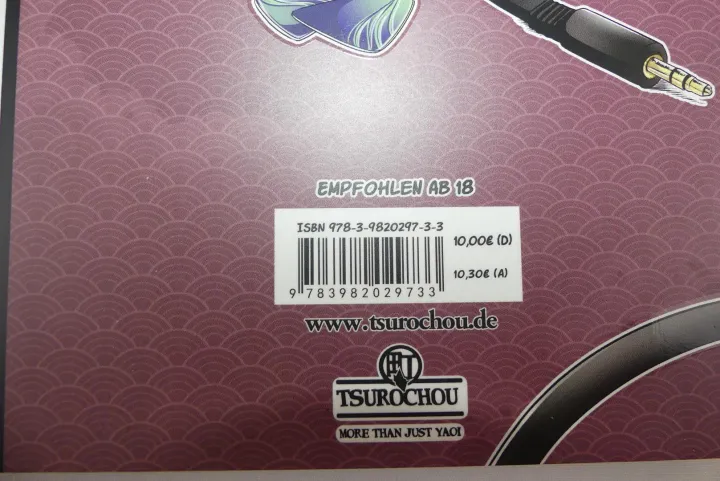 EMPFOHLEN AB 18
ISBN 978-3-9820297-3-3
10,00€ (D)
10,30€ (A)
9 783982 029733
www.tsurochou.de
TSUROCHOU
MORE THAN JUST YAOI